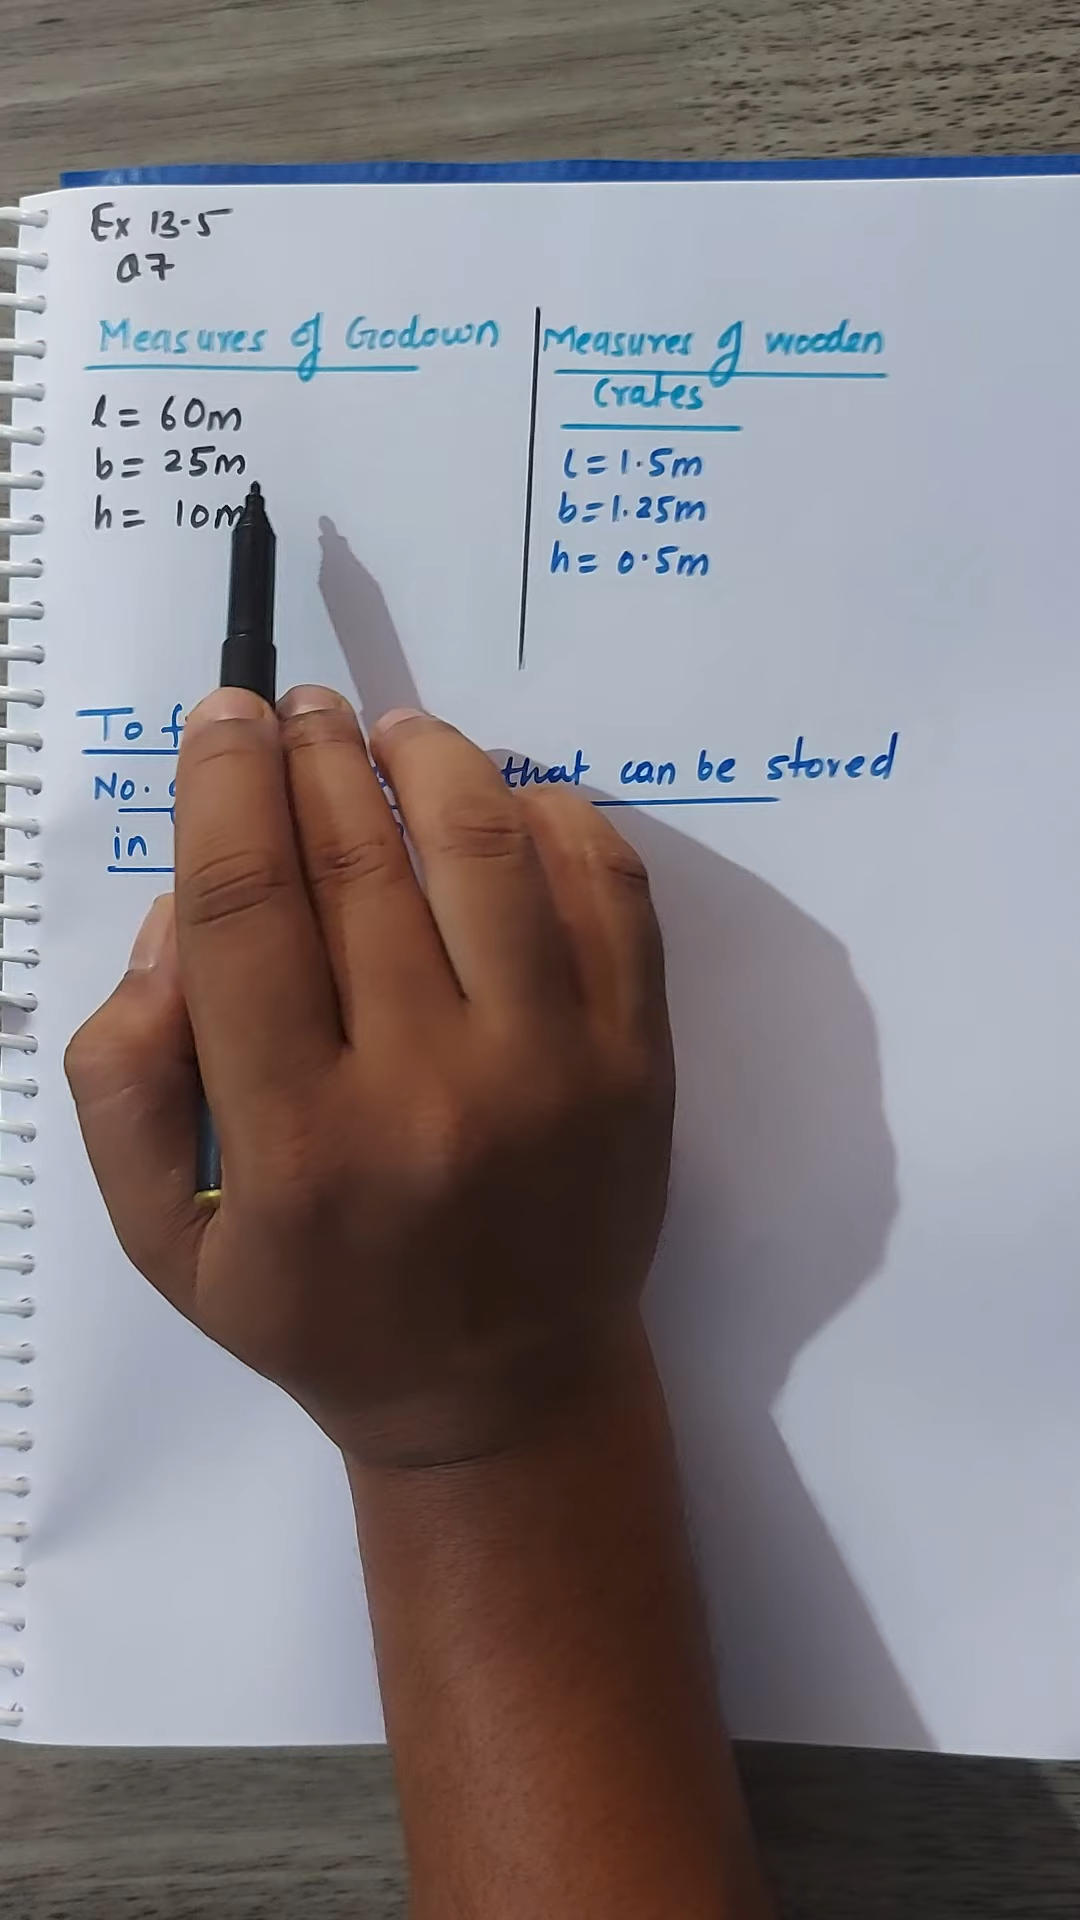 Ex 13-5
Q7
Measures of Godown
l = 60m
b = 25m
h = 10m
Measures of wooden
Crates
l = 1.5m
b = 1.25m
h = 0.5m
To
No. that can be stored
in